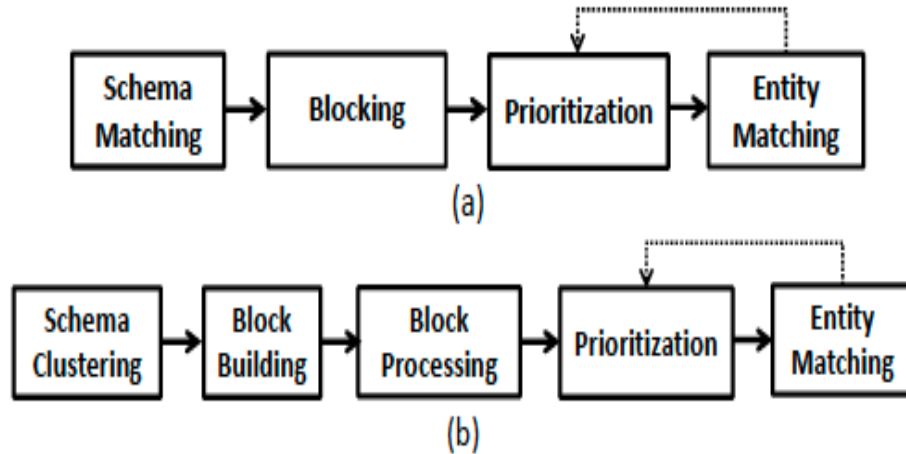 Schema Matching
Blocking
Prioritization
Entity Matching
(a)
Schema Clustering
Block Building
Block Processing
Prioritization
Entity Matching
(b)